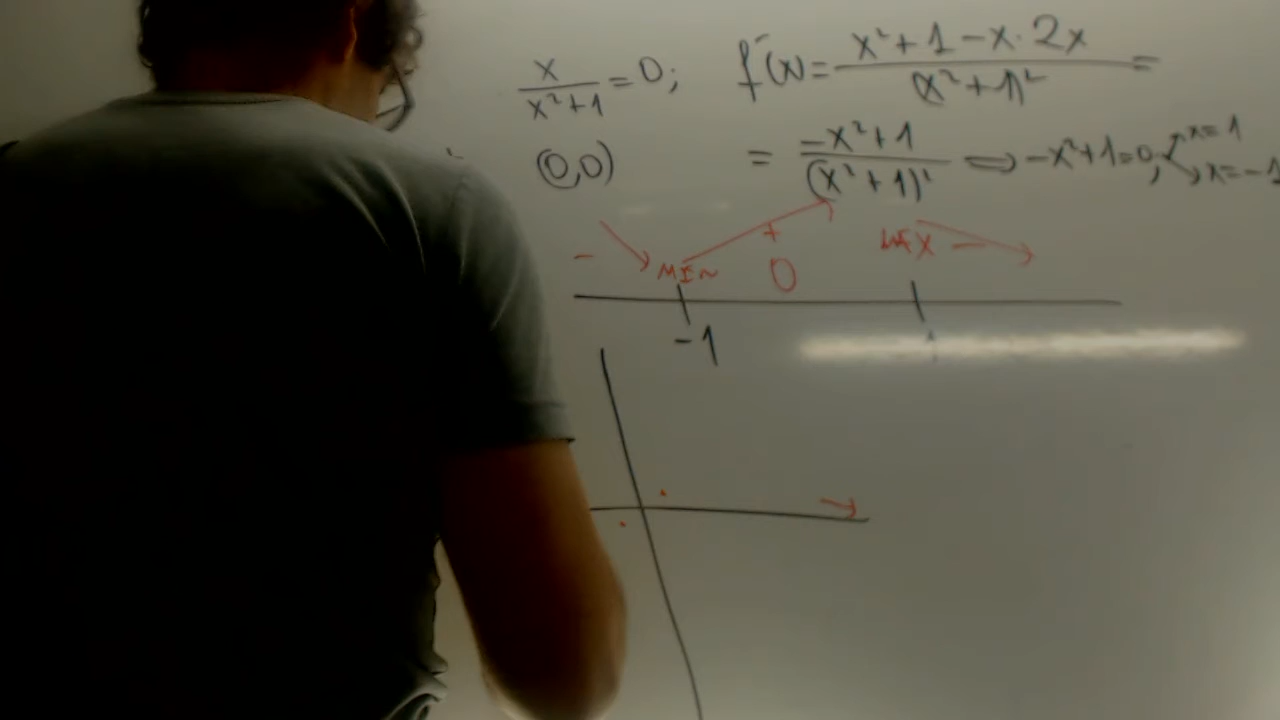 x/(x²+1) = 0; f'(x) = (x²+1-x·2x)/(x²+1)² =
(0,0) = (-x²+1)/(x²+1)² ⟹ -x²+1=0; x=1 x=-1
- MIN + 0 MAX -
-1 1